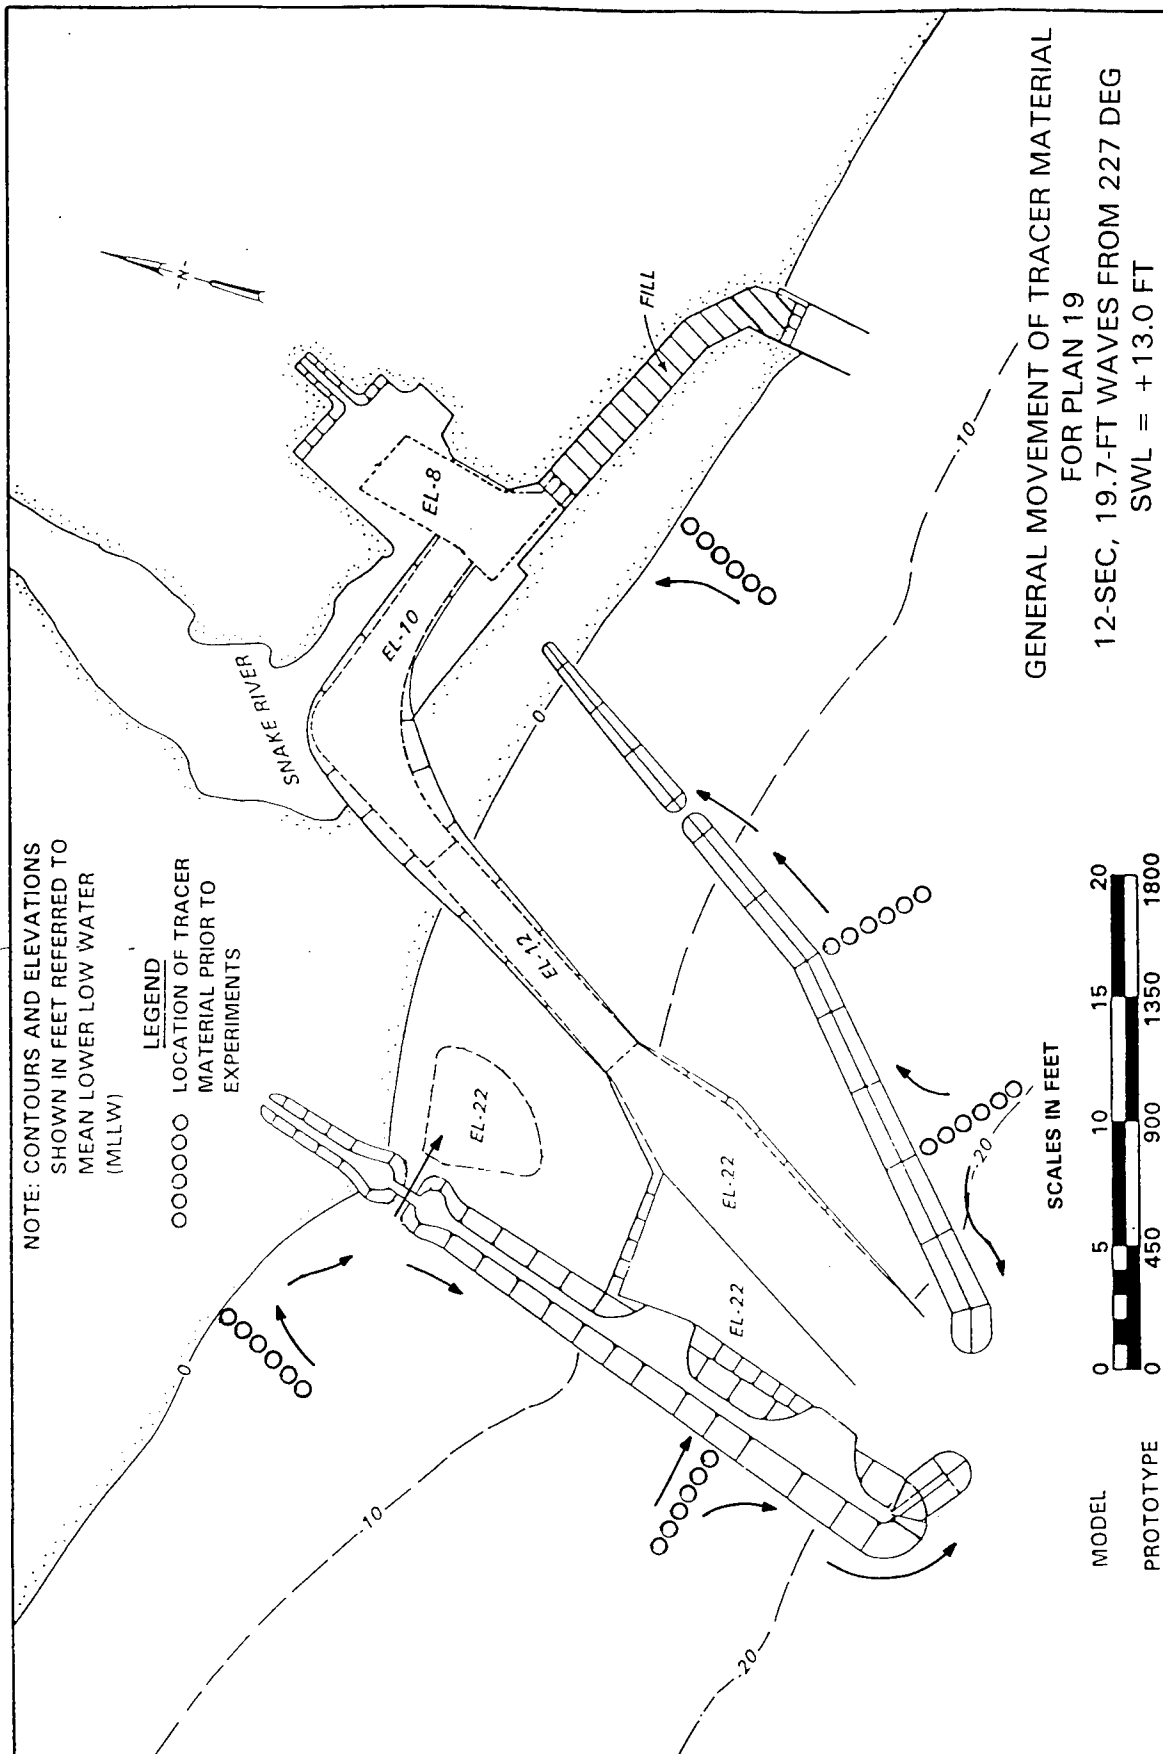 NOTE: CONTOURS AND ELEVATIONS
SHOWN IN FEET REFERRED TO
MEAN LOWER LOW WATER
(MLLW)
LEGEND
OOOOO LOCATION OF TRACER
MATERIAL PRIOR TO
EXPERIMENTS
SNAKE RIVER
N
EL-8
EL-10
EL-12
EL-22
EL-22
EL-22
FILL
0
0
-10
-10
-20
-20
SCALES IN FEET
MODEL 0 5 10 15 20
PROTOTYPE 0 450 900 1350 1800
GENERAL MOVEMENT OF TRACER MATERIAL
FOR PLAN 19
12-SEC, 19.7-FT WAVES FROM 227 DEG
SWL = +13.0 FT